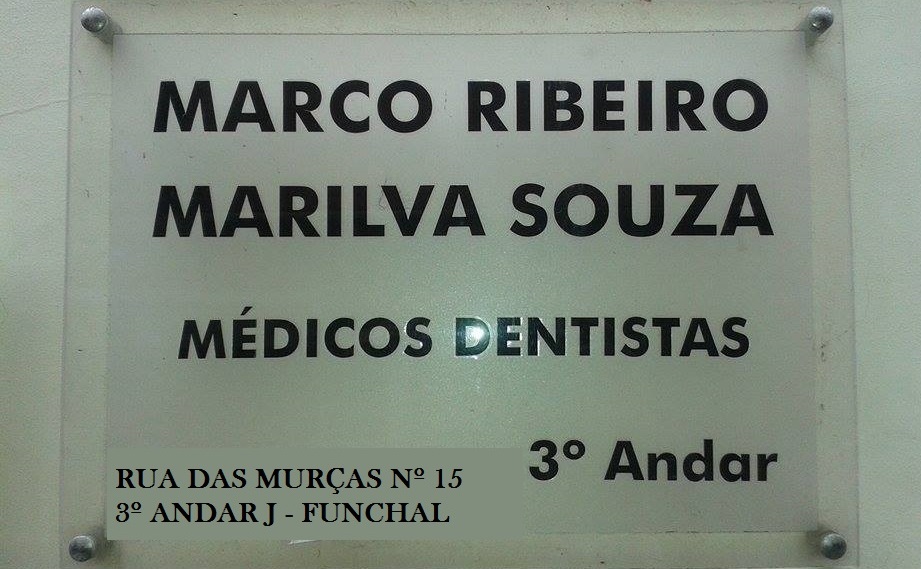 MARCO RIBEIRO
MARILVA SOUZA
MÉDICOS DENTISTAS
3º Andar
RUA DAS MURÇAS Nº 15
3º ANDAR J - FUNCHAL